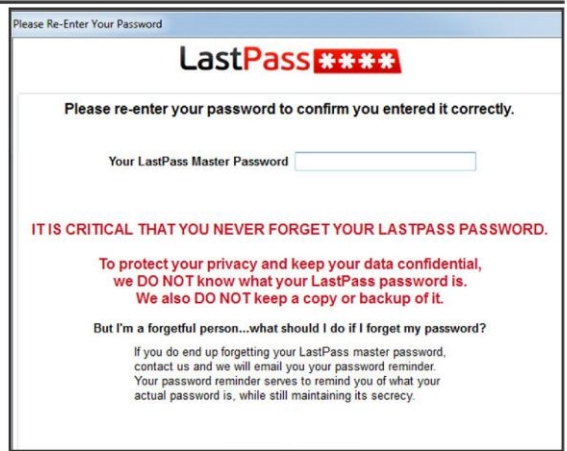 Please Re-Enter Your Password
LastPass ****
Please re-enter your password to confirm you entered it correctly.
Your LastPass Master Password
IT IS CRITICAL THAT YOU NEVER FORGET YOUR LASTPASS PASSWORD.
To protect your privacy and keep your data confidential,
we DO NOT know what your LastPass password is.
We also DO NOT keep a copy or backup of it.
But I'm a forgetful person...what should I do if I forget my password?
If you do end up forgetting your LastPass master password,
contact us and we will email you your password reminder.
Your password reminder serves to remind you of what your
actual password is, while still maintaining its secrecy.